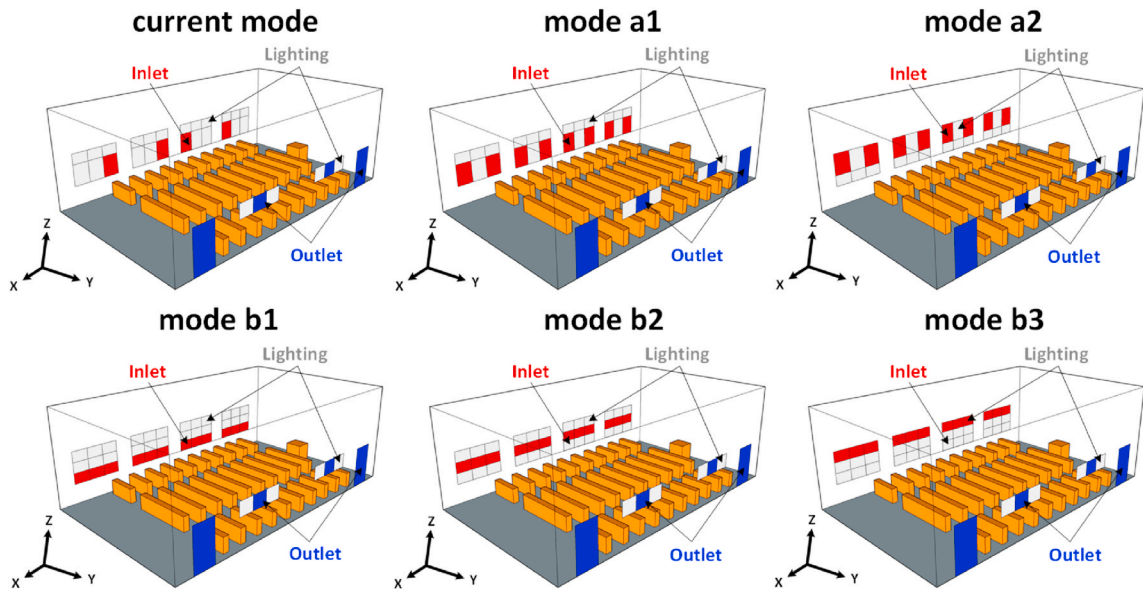 current mode
Lighting
Inlet
Outlet
Z
X
Y
mode a1
Lighting
Inlet
Outlet
Z
X
Y
mode a2
Lighting
Inlet
Outlet
Z
X
Y
mode b1
Lighting
Inlet
Outlet
Z
X
Y
mode b2
Lighting
Inlet
Outlet
Z
X
Y
mode b3
Lighting
Inlet
Outlet
Z
X
Y